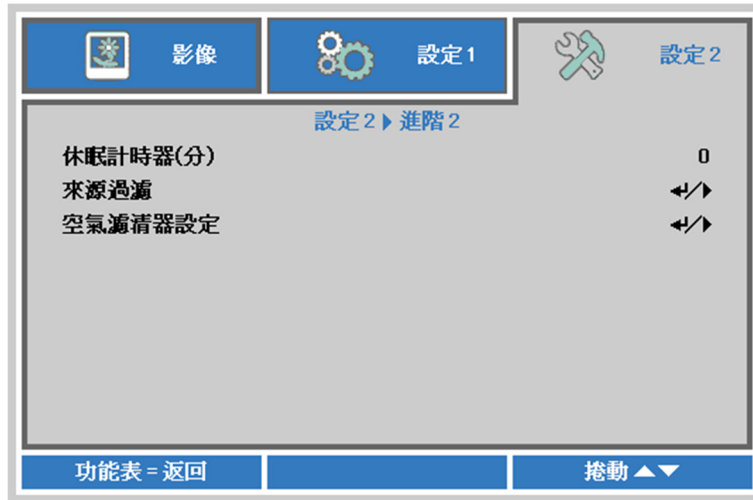 影像
設定1
設定2
設定2▶進階2
休眠計時器(分) 0
來源過濾 ↵/▶
空氣濾清器設定 ↵/▶
功能表=返回
捲動▲▼